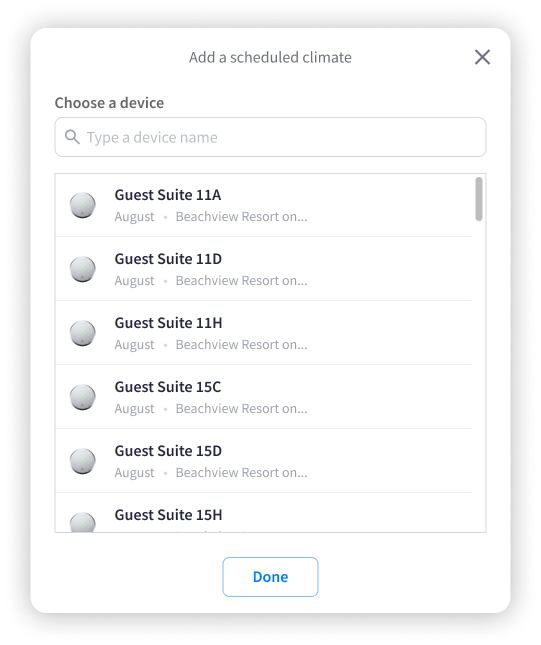 Add a scheduled climate
Choose a device
Type a device name
Guest Suite 11A
August • Beachview Resort on...
Guest Suite 11D
August • Beachview Resort on...
Guest Suite 11H
August • Beachview Resort on...
Guest Suite 15C
August • Beachview Resort on...
Guest Suite 15D
August • Beachview Resort on...
Guest Suite 15H
Done